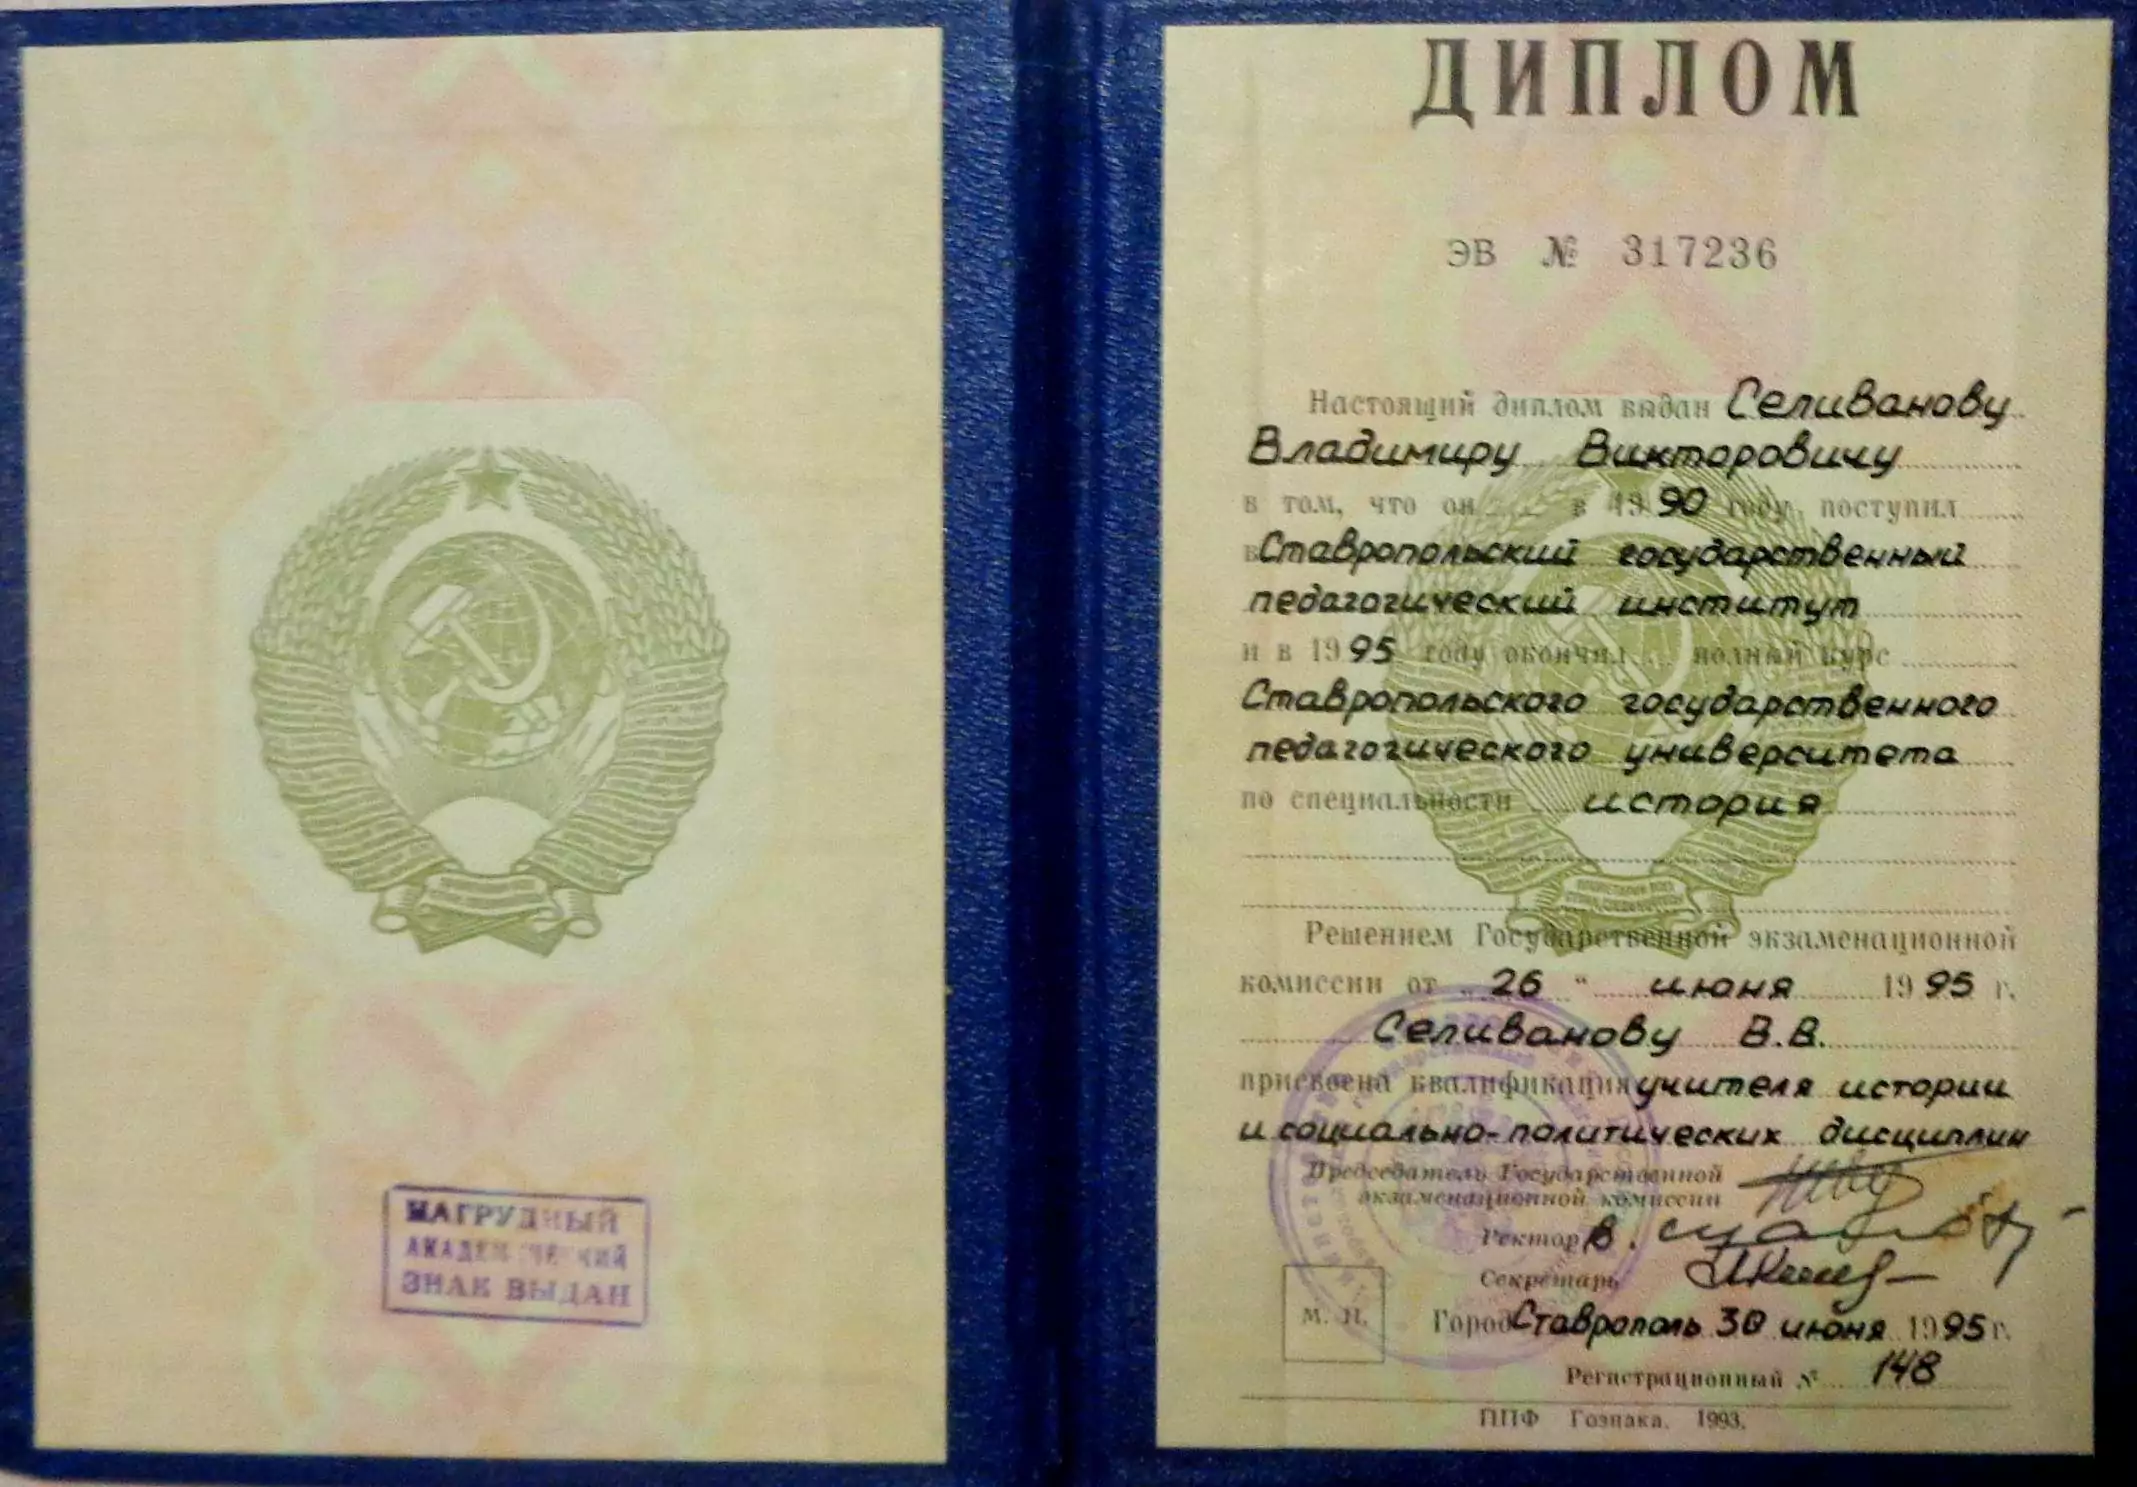 НАГРУДНЫЙ
АКАДЕМИЧЕСКИЙ
ЗНАК ВЫДАН
ДИПЛОМ
ЭВ № 317236
Настоящий диплом выдан Селиванову
Владимиру Викторовичу
в том, что он в 1990 году поступил
в Ставропольский государственный
педагогический институт
и в 1995 году окончил полный курс
Ставропольского государственного
педагогического университета
по специальности история
Решением Государственной экзаменационной
комиссии от „26“ июня 1995 г.
Селиванову В.В.
присвоена квалификация учителя истории
и социально-политических дисциплин
Председатель Государственной
экзаменационной комиссии
Ректор
Секретарь
М. П. Город Ставрополь 30 июня 1995 г.
Регистрационный № 148
ППФ Гознака. 1993.